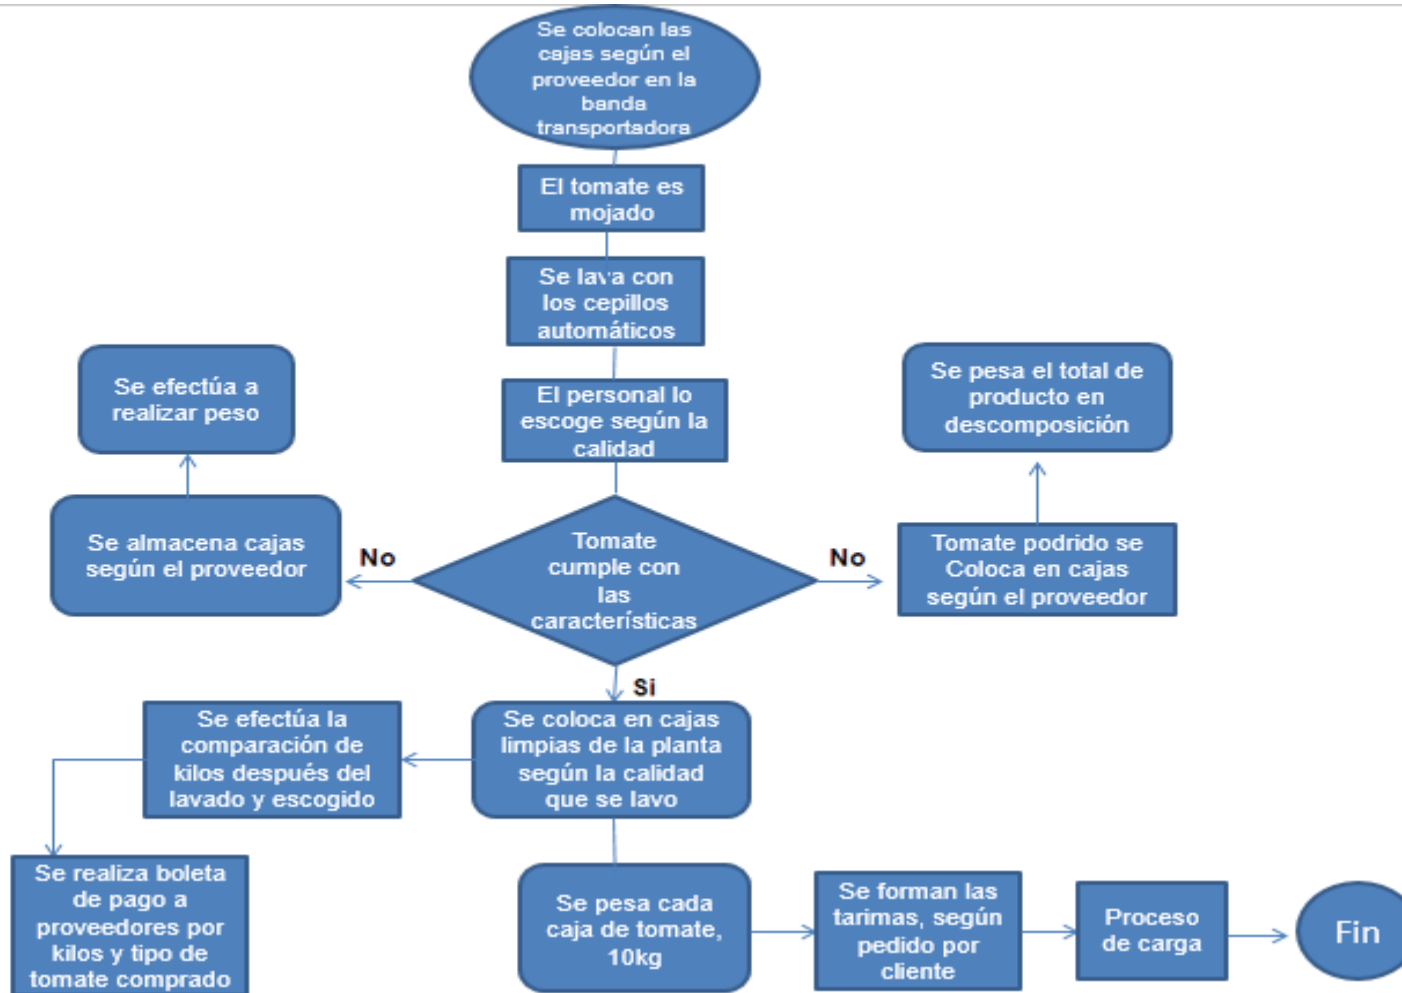 Se colocan las
cajas según el
proveedor en la
banda
transportadora
El tomate es
mojado
Se lava con
los cepillos
automáticos
El personal lo
escoge según la
calidad
Se efectúa a
realizar peso
Se pesa el total de
producto en
descomposición
Se almacena cajas
según el proveedor
No
Tomate
cumple con
las
características
No
Tomate podrido se
Coloca en cajas
según el proveedor
Si
Se efectúa la
comparación de
kilos después del
lavado y escogido
Se coloca en cajas
limpias de la planta
según la calidad
que se lavo
Se realiza boleta
de pago a
proveedores por
kilos y tipo de
tomate comprado
Se pesa cada
caja de tomate,
10kg
Se forman las
tarimas, según
pedido por
cliente
Proceso
de carga
Fin